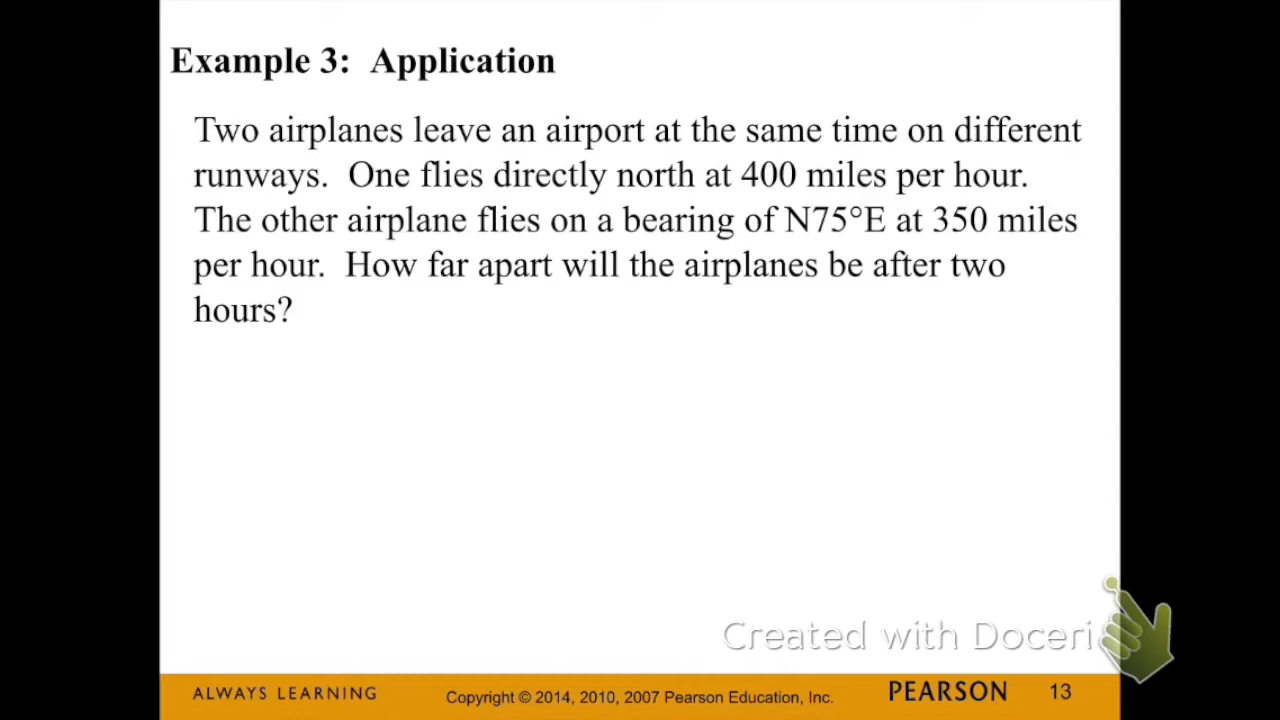 Example 3: Application
Two airplanes leave an airport at the same time on different
runways. One flies directly north at 400 miles per hour.
The other airplane flies on a bearing of N75°E at 350 miles
per hour. How far apart will the airplanes be after two
hours?
Created with Doceri
ALWAYS LEARNING
Copyright © 2014, 2010, 2007 Pearson Education, Inc.
PEARSON
13